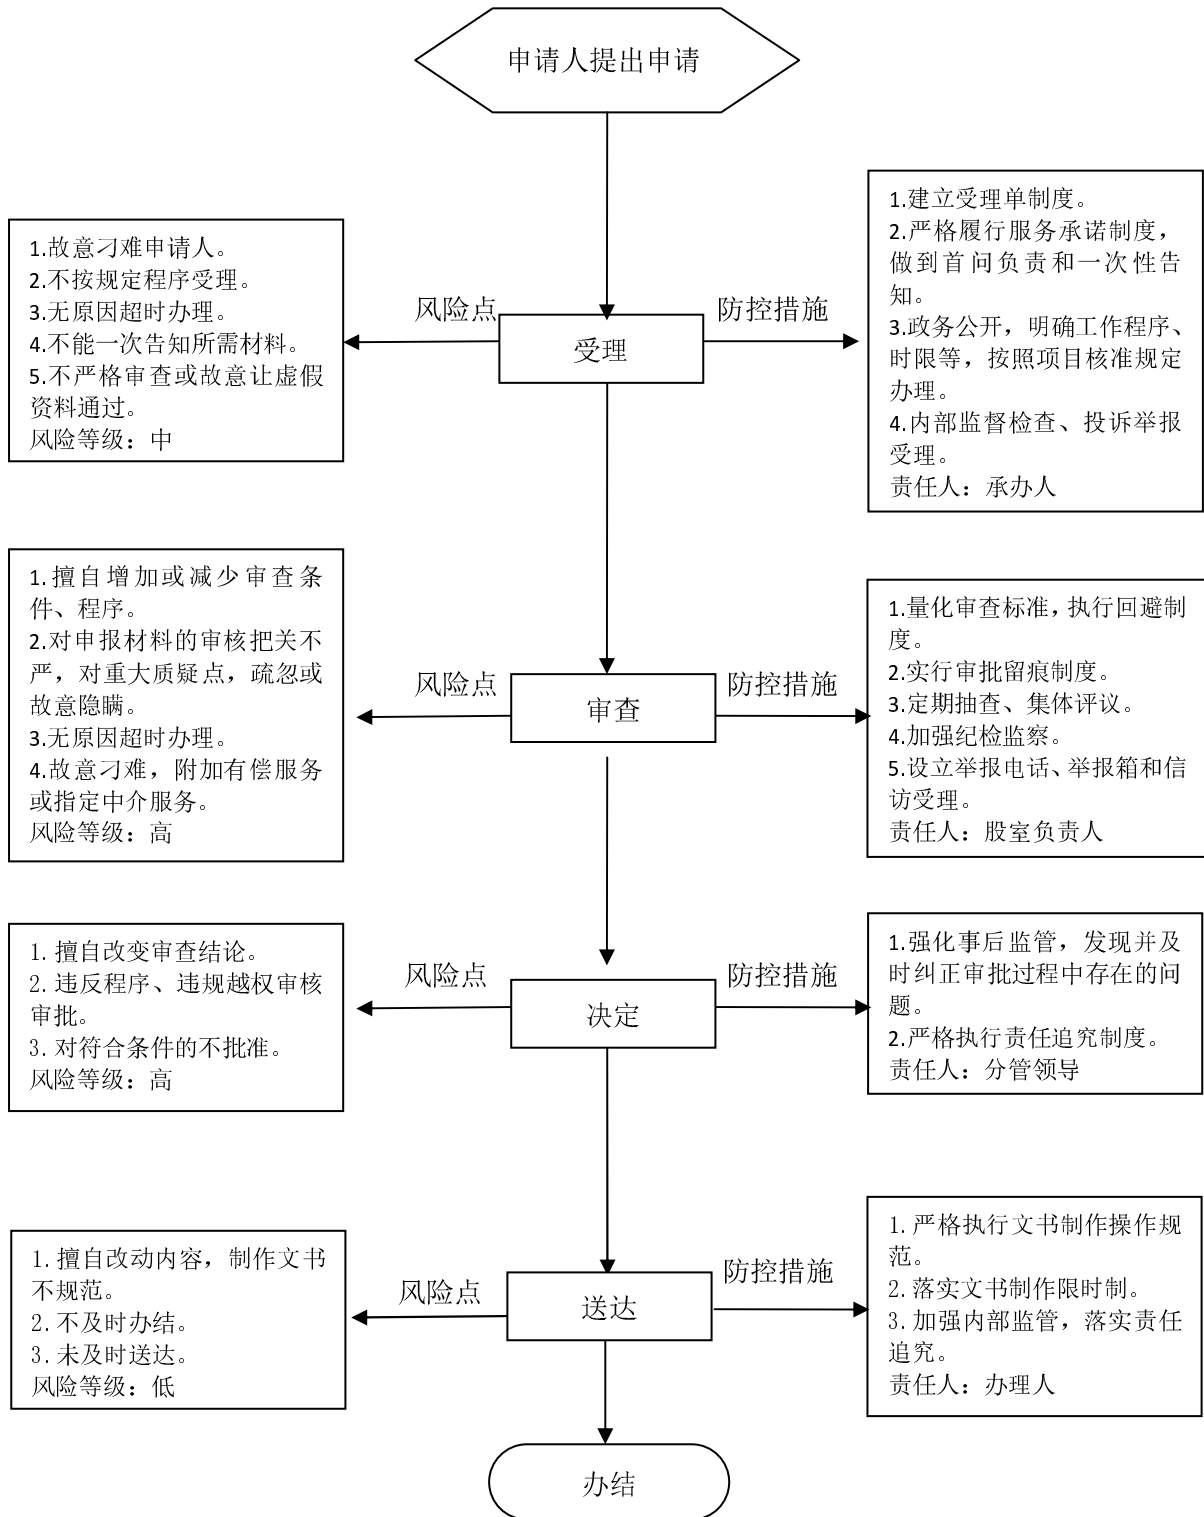 申请人提出申请
1.故意刁难申请人。
2.不按规定程序受理。
3.无原因超时办理。
4.不能一次告知所需材料。
5.不严格审查或故意让虚假
资料通过。
风险等级：中
风险点
受理
防控措施
1.建立受理单制度。
2.严格履行服务承诺制度，
做到首问负责和一次性告
知。
3.政务公开，明确工作程序、
时限等，按照项目核准规定
办理。
4.内部监督检查、投诉举报
受理。
责任人：承办人
1.擅自增加或减少审查条
件、程序。
2.对申报材料的审核把关不
严，对重大质疑点，疏忽或
故意隐瞒。
3.无原因超时办理。
4.故意刁难，附加有偿服务
或指定中介服务。
风险等级：高
风险点
审查
防控措施
1.量化审查标准，执行回避制
度。
2.实行审批留痕制度。
3.定期抽查、集体评议。
4.加强纪检监察。
5.设立举报电话、举报箱和信
访受理。
责任人：股室负责人
1. 擅自改变审查结论。
2. 违反程序、违规越权审核
审批。
3. 对符合条件的不批准。
风险等级：高
风险点
决定
防控措施
1.强化事后监管，发现并及
时纠正审批过程中存在的问
题。
2.严格执行责任追究制度。
责任人：分管领导
1. 擅自改动内容，制作文书
不规范。
2. 不及时办结。
3. 未及时送达。
风险等级：低
风险点
送达
防控措施
1. 严格执行文书制作操作规
范。
2. 落实文书制作限时制。
3. 加强内部监管，落实责任
追究。
责任人：办理人
办结